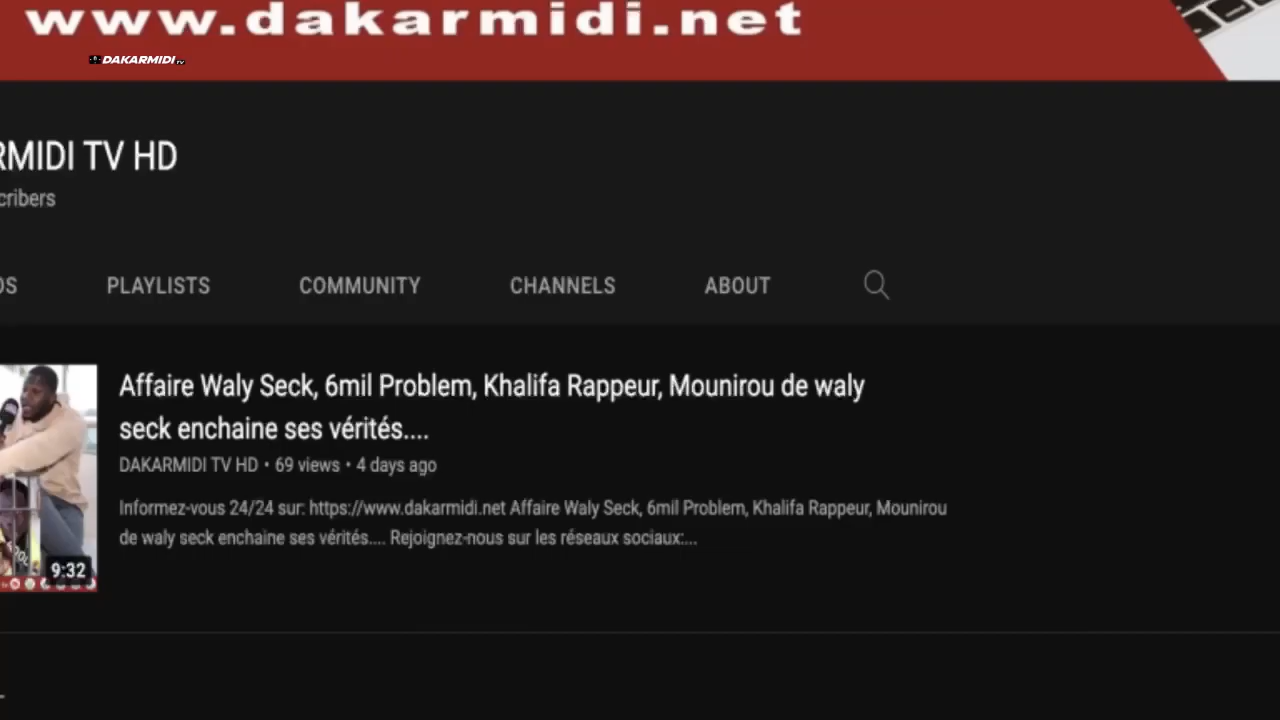 www.dakarmidi.net
DAKARMIDI TV
RMIDI TV HD
cribers
OS PLAYLISTS COMMUNITY CHANNELS ABOUT
Affaire Waly Seck, 6mil Problem, Khalifa Rappeur, Mounirou de waly
seck enchaine ses vérités....
DAKARMIDI TV HD • 69 views • 4 days ago
Informez-vous 24/24 sur: https://www.dakarmidi.net Affaire Waly Seck, 6mil Problem, Khalifa Rappeur, Mounirou
de waly seck enchaine ses vérités.... Rejoignez-nous sur les réseaux sociaux:...
9:32